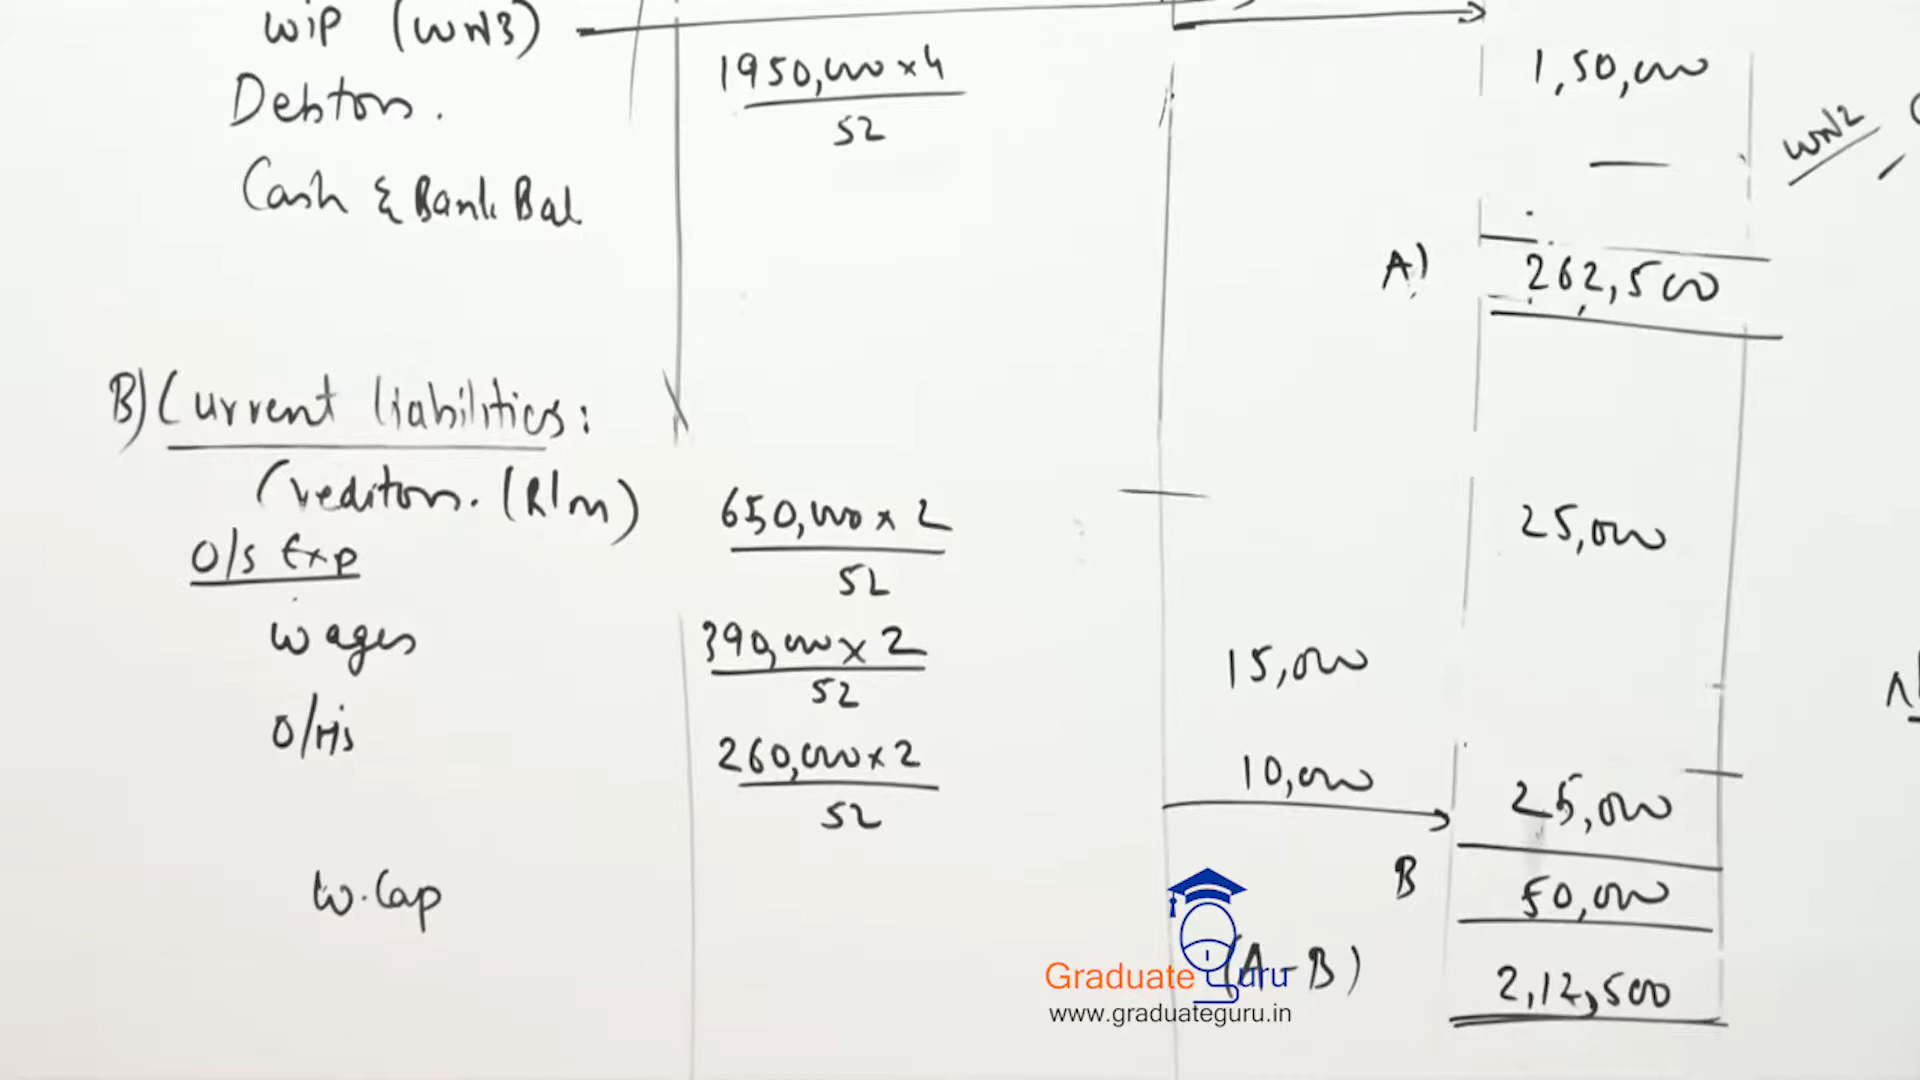 WIP (WN3)
Debtors. 1950,000 x 4 / 52 1,50,000
WN2
Cash & Bank Bal —
A) 262,500
B) Current liabilities:
Creditors. (R/m) 650,000 x 2 / 52 25,000
O/s Exp
Wages 390,000 x 2 / 52 15,000
O/Hs 260,000 x 2 / 52 10,000 25,000
B 50,000
W. Cap (A-B) 2,12,500
Graduate Guru
www.graduateguru.in